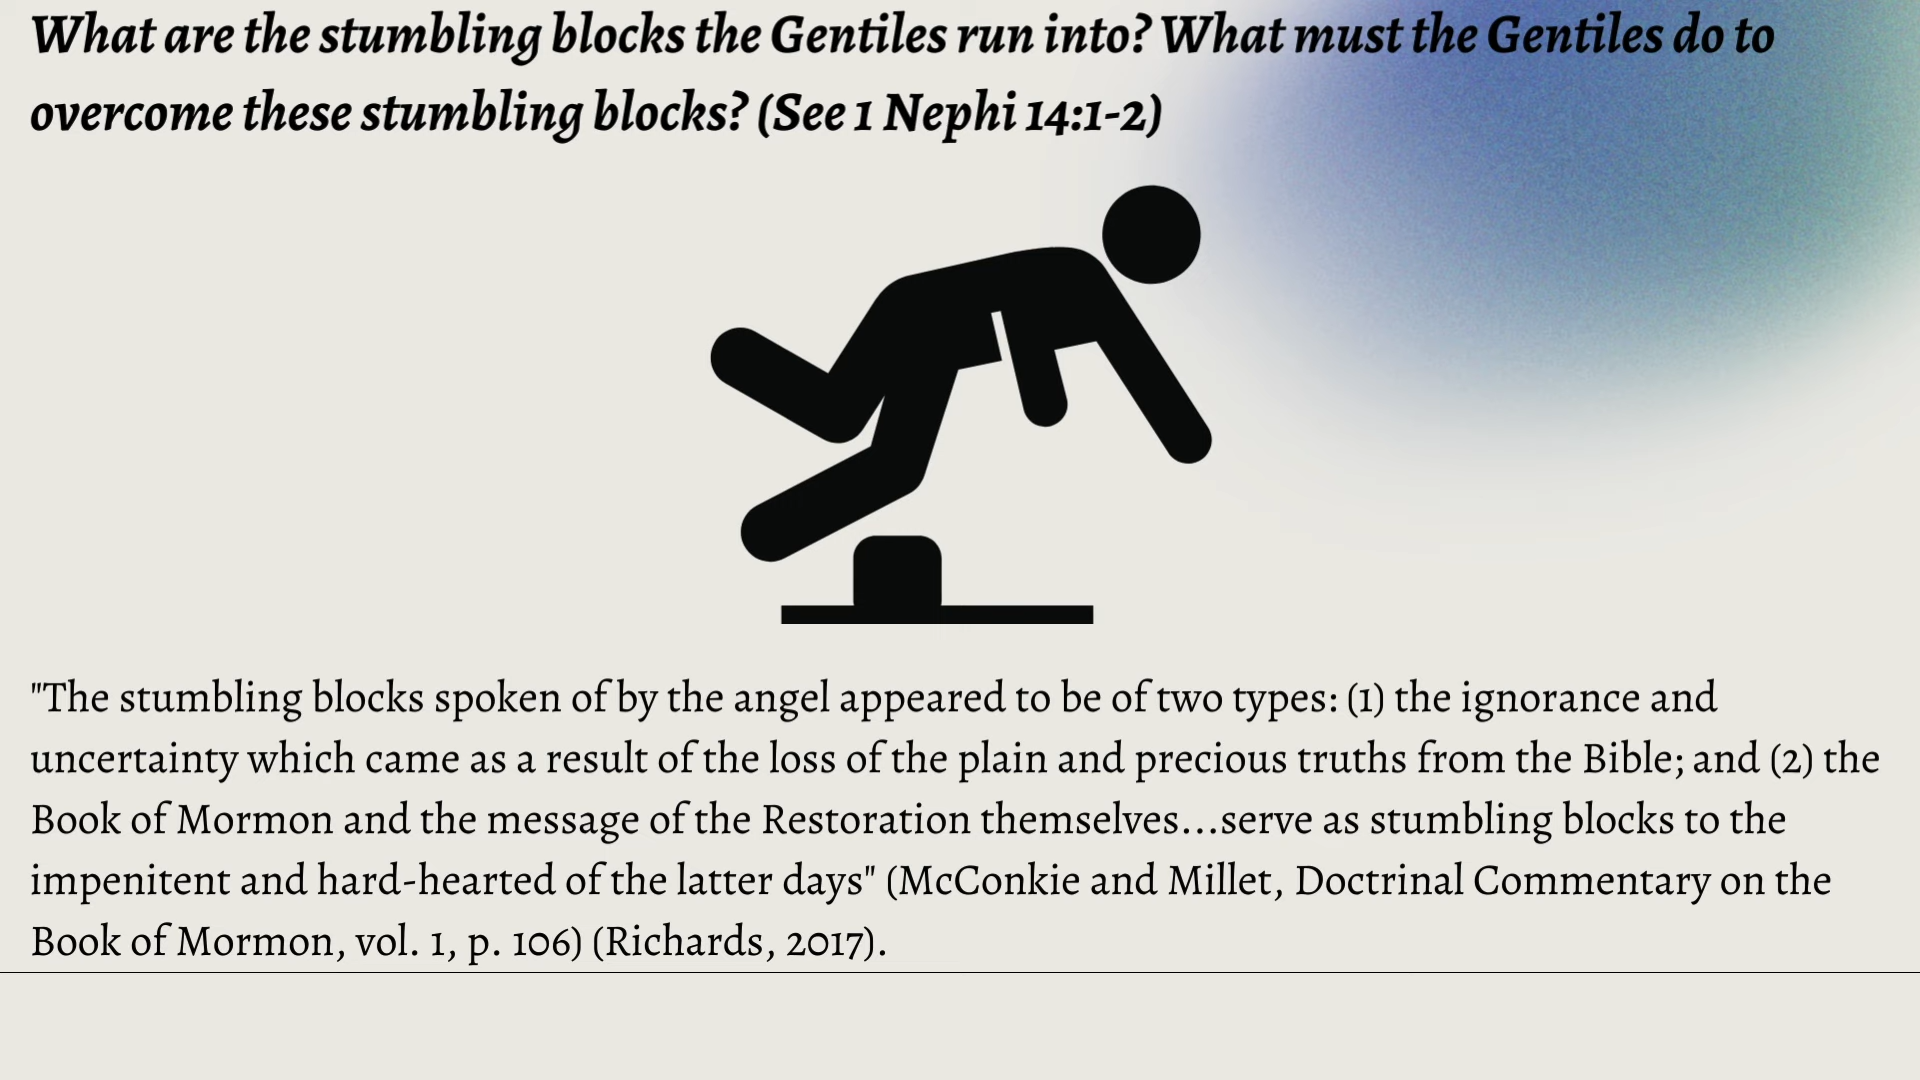 What are the stumbling blocks the Gentiles run into? What must the Gentiles do to
overcome these stumbling blocks? (See 1 Nephi 14:1-2)
"The stumbling blocks spoken of by the angel appeared to be of two types: (1) the ignorance and
uncertainty which came as a result of the loss of the plain and precious truths from the Bible; and (2) the
Book of Mormon and the message of the Restoration themselves...serve as stumbling blocks to the
impenitent and hard-hearted of the latter days" (McConkie and Millet, Doctrinal Commentary on the
Book of Mormon, vol. 1, p. 106) (Richards, 2017).